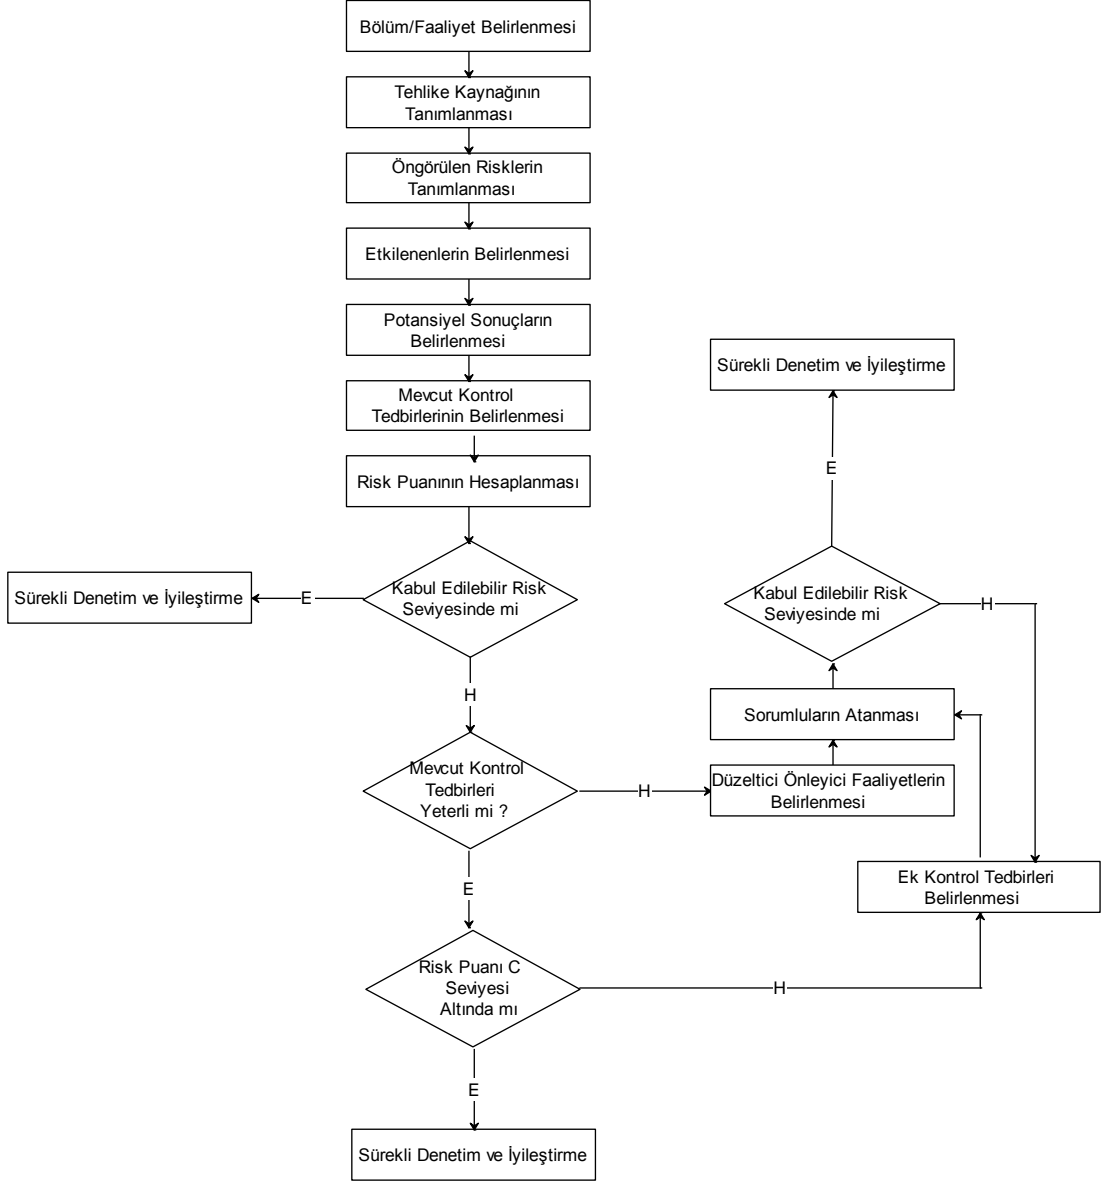 Bölüm/Faaliyet Belirlenmesi
Tehlike Kaynağının
Tanımlanması
Öngörülen Risklerin
Tanımlanması
Etkilenenlerin Belirlenmesi
Potansiyel Sonuçların
Belirlenmesi
Mevcut Kontrol
Tedbirlerinin Belirlenmesi
Risk Puanının Hesaplanması
Kabul Edilebilir Risk
Seviyesinde mi
E
Sürekli Denetim ve İyileştirme
H
Mevcut Kontrol
Tedbirleri
Yeterli mi ?
H
Düzeltici Önleyici Faaliyetlerin
Belirlenmesi
Sorumluların Atanması
Kabul Edilebilir Risk
Seviyesinde mi
E
Sürekli Denetim ve İyileştirme
H
Ek Kontrol Tedbirleri
Belirlenmesi
E
Risk Puanı C
Seviyesi
Altında mı
H
E
Sürekli Denetim ve İyileştirme